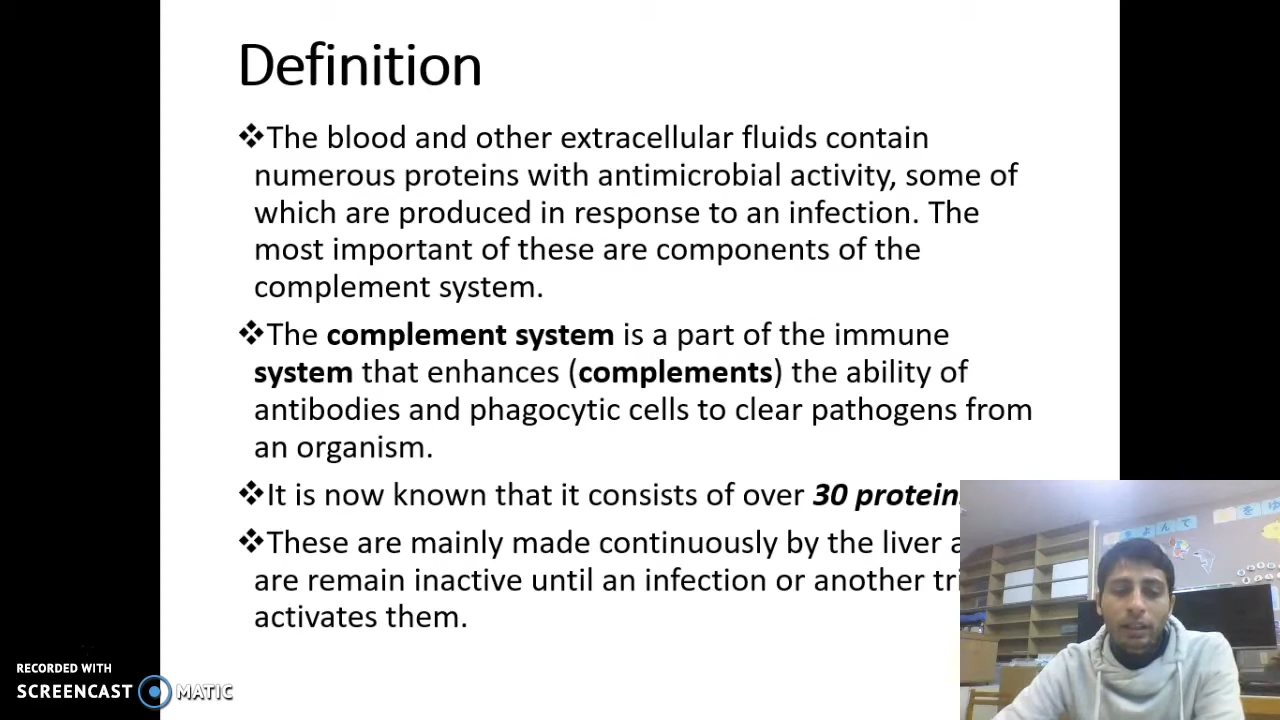 Definition
❖The blood and other extracellular fluids contain
numerous proteins with antimicrobial activity, some of
which are produced in response to an infection. The
most important of these are components of the
complement system.
❖The complement system is a part of the immune
system that enhances (complements) the ability of
antibodies and phagocytic cells to clear pathogens from
an organism.
❖It is now known that it consists of over 30 protein
❖These are mainly made continuously by the liver
are remain inactive until an infection or another
activates them.
RECORDED WITH
SCREENCAST MATIC